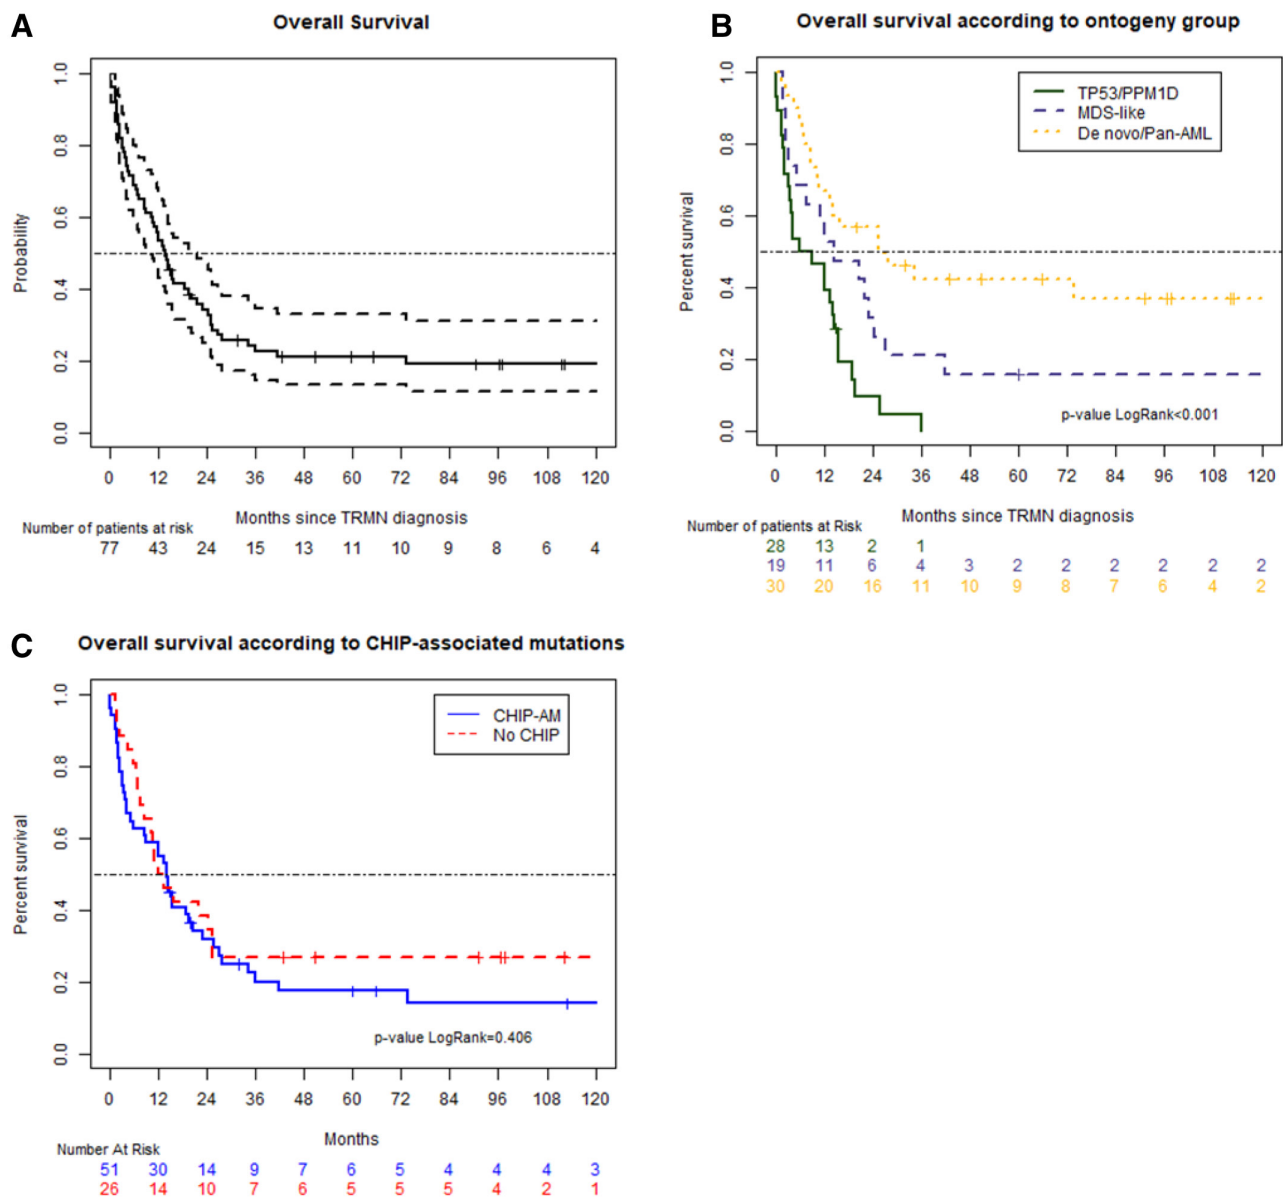 A
Overall Survival
Probability
1.0
0.8
0.6
0.4
0.2
0.0
0 12 24 36 48 60 72 84 96 108 120
Months since TRMN diagnosis
Number of patients at risk
77 43 24 15 13 11 10 9 8 6 4
B
Overall survival according to ontogeny group
Percent survival
1.0
0.8
0.6
0.4
0.2
0.0
TP53/PPM1D
MDS-like
De novo/Pan-AML
p-value LogRank<0.001
0 12 24 36 48 60 72 84 96 108 120
Months since TRMN diagnosis
Number of patients at Risk
28 13 2 1
19 11 6 4 3 2 2 2 2 2 2
30 20 16 11 10 9 8 7 6 4 2
C
Overall survival according to CHIP-associated mutations
Percent survival
1.0
0.8
0.6
0.4
0.2
0.0
CHIP-AM
No CHIP
p-value LogRank=0.406
0 12 24 36 48 60 72 84 96 108 120
Months
Number At Risk
51 30 14 9 7 6 5 4 4 4 3
26 14 10 7 6 5 5 5 4 2 1